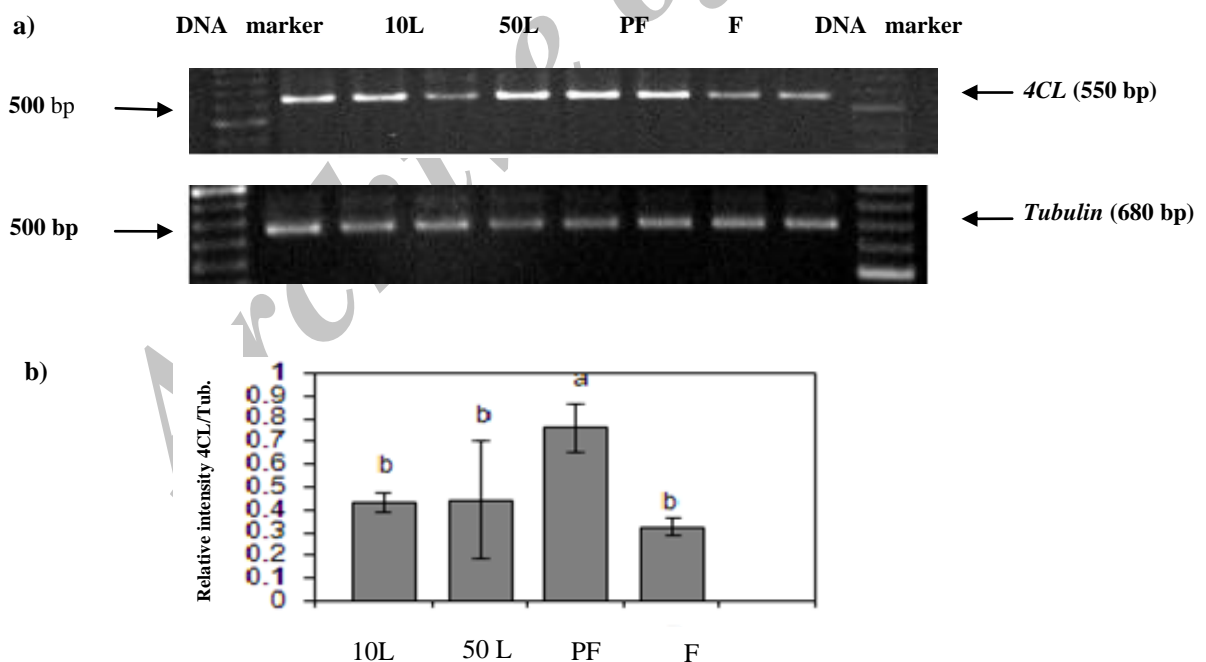 a) DNA marker 10L 50L PF F DNA marker
500 bp
4CL (550 bp)
500 bp
Tubulin (680 bp)
b)
Relative intensity 4CL/Tub.
1
0.9
0.8
0.7
0.6
0.5
0.4
0.3
0.2
0.1
0
b
b
a
b
10L 50 L PF F